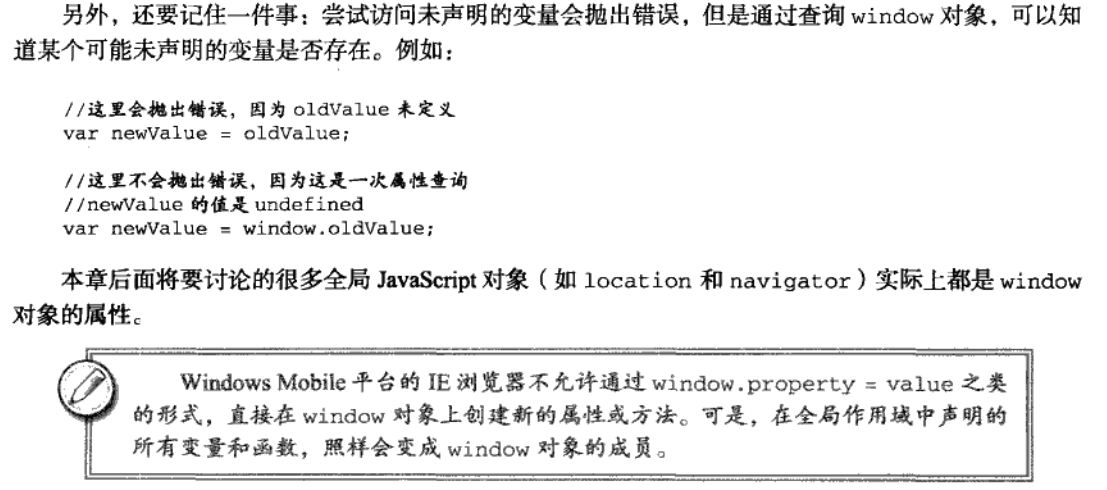 另外，还要记住一件事：尝试访问未声明的变量会抛出错误，但是通过查询 window 对象，可以知
道某个可能未声明的变量是否存在。例如：
//这里会抛出错误，因为 oldValue 未定义
var newValue = oldValue;
//这里不会抛出错误，因为这是一次属性查询
//newValue 的值是 undefined
var newValue = window.oldValue;
本章后面将要讨论的很多全局 JavaScript 对象（如 location 和 navigator）实际上都是 window
对象的属性。
Windows Mobile 平台的 IE 浏览器不允许通过 window.property = value 之类
的形式，直接在 window 对象上创建新的属性或方法。可是，在全局作用域中声明的
所有变量和函数，照样会变成 window 对象的成员。